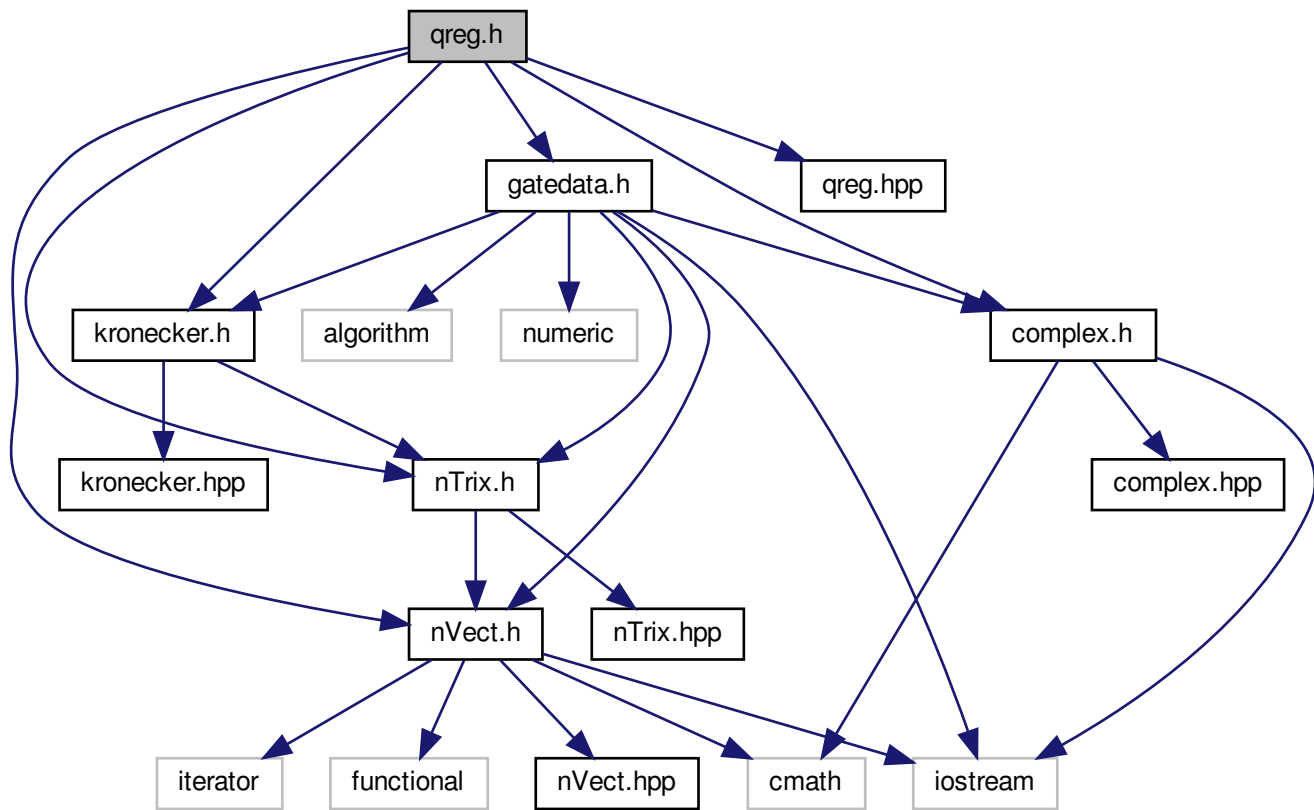 qreg.h
gatedata.h
qreg.hpp
kronecker.h
algorithm
numeric
complex.h
kronecker.hpp
nTrix.h
complex.hpp
nVect.h
nTrix.hpp
iterator
functional
nVect.hpp
cmath
iostream